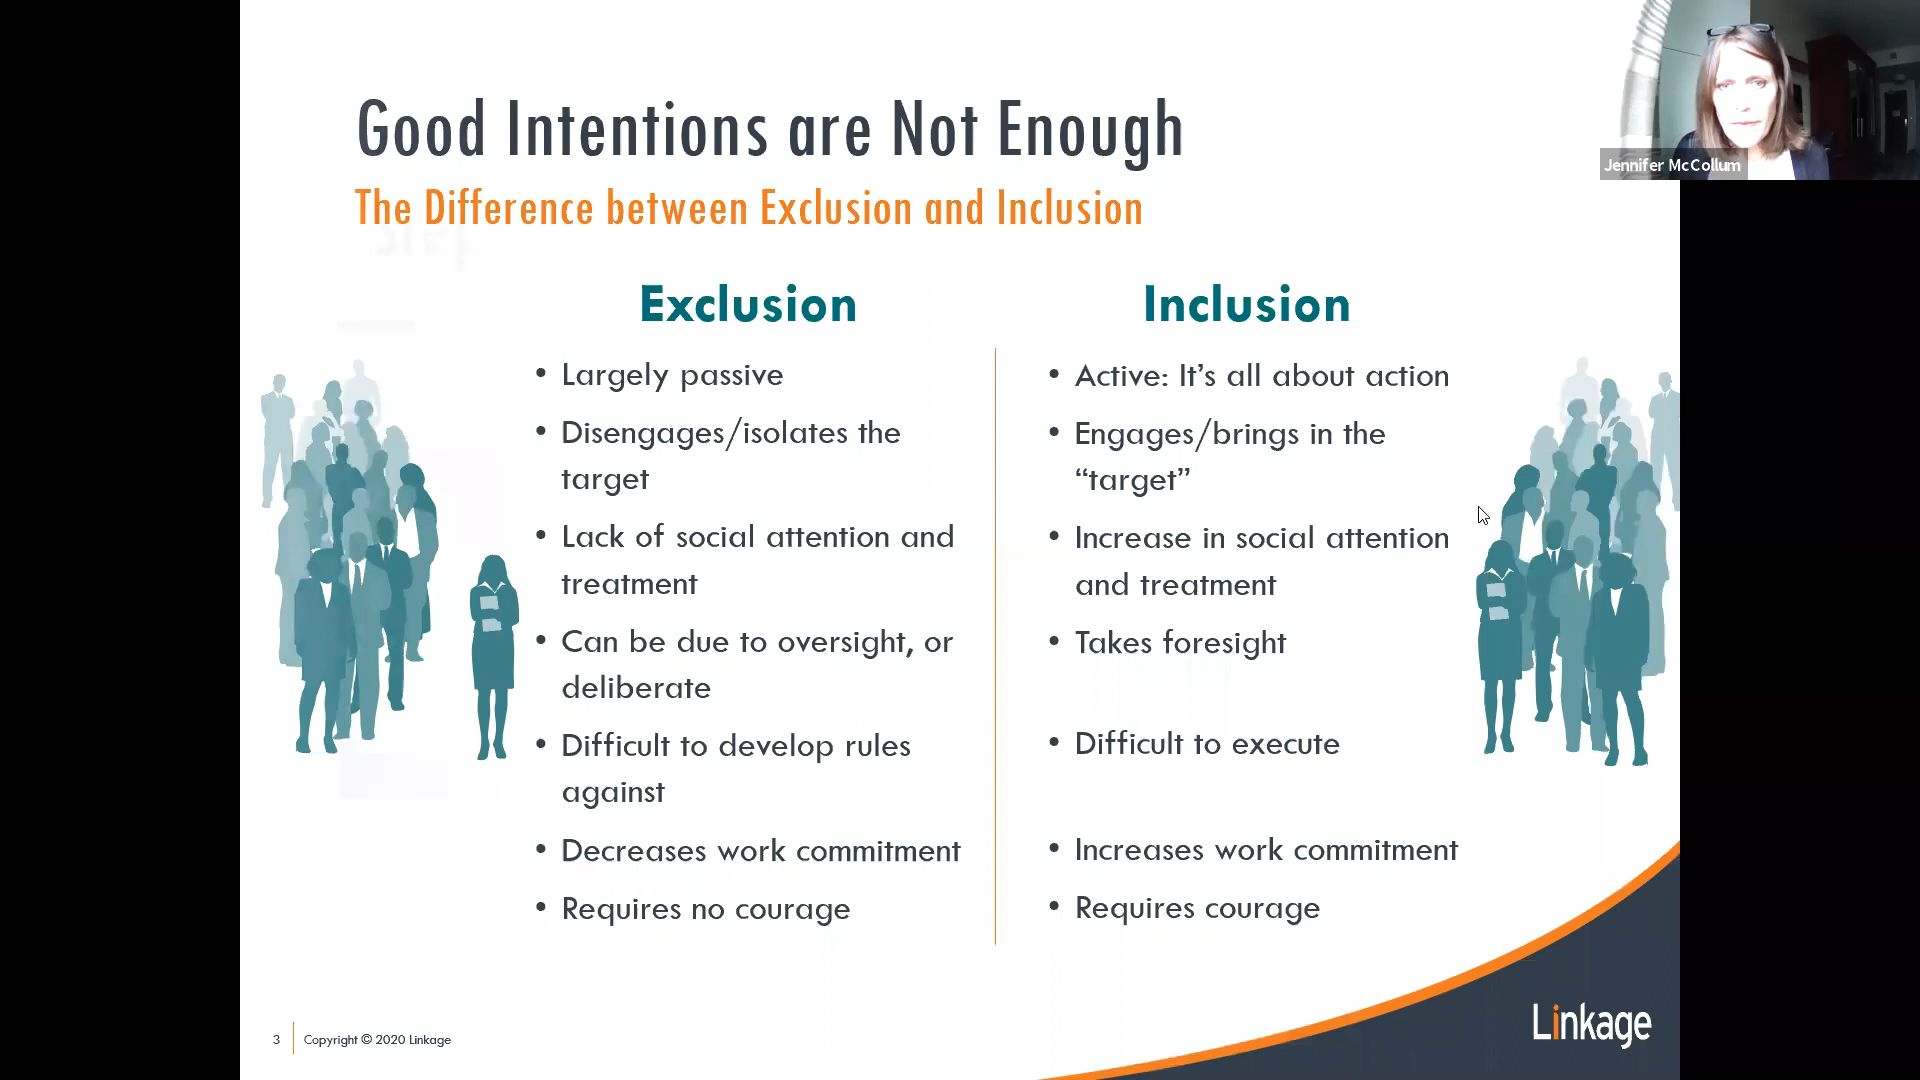 Good Intentions are Not Enough
The Difference between Exclusion and Inclusion
Jennifer McCollum
Exclusion
• Largely passive
• Disengages/isolates the
target
• Lack of social attention and
treatment
• Can be due to oversight, or
deliberate
• Difficult to develop rules
against
• Decreases work commitment
• Requires no courage
Inclusion
• Active: It’s all about action
• Engages/brings in the
“target”
• Increase in social attention
and treatment
• Takes foresight
• Difficult to execute
• Increases work commitment
• Requires courage
3
Copyright © 2020 Linkage
Linkage